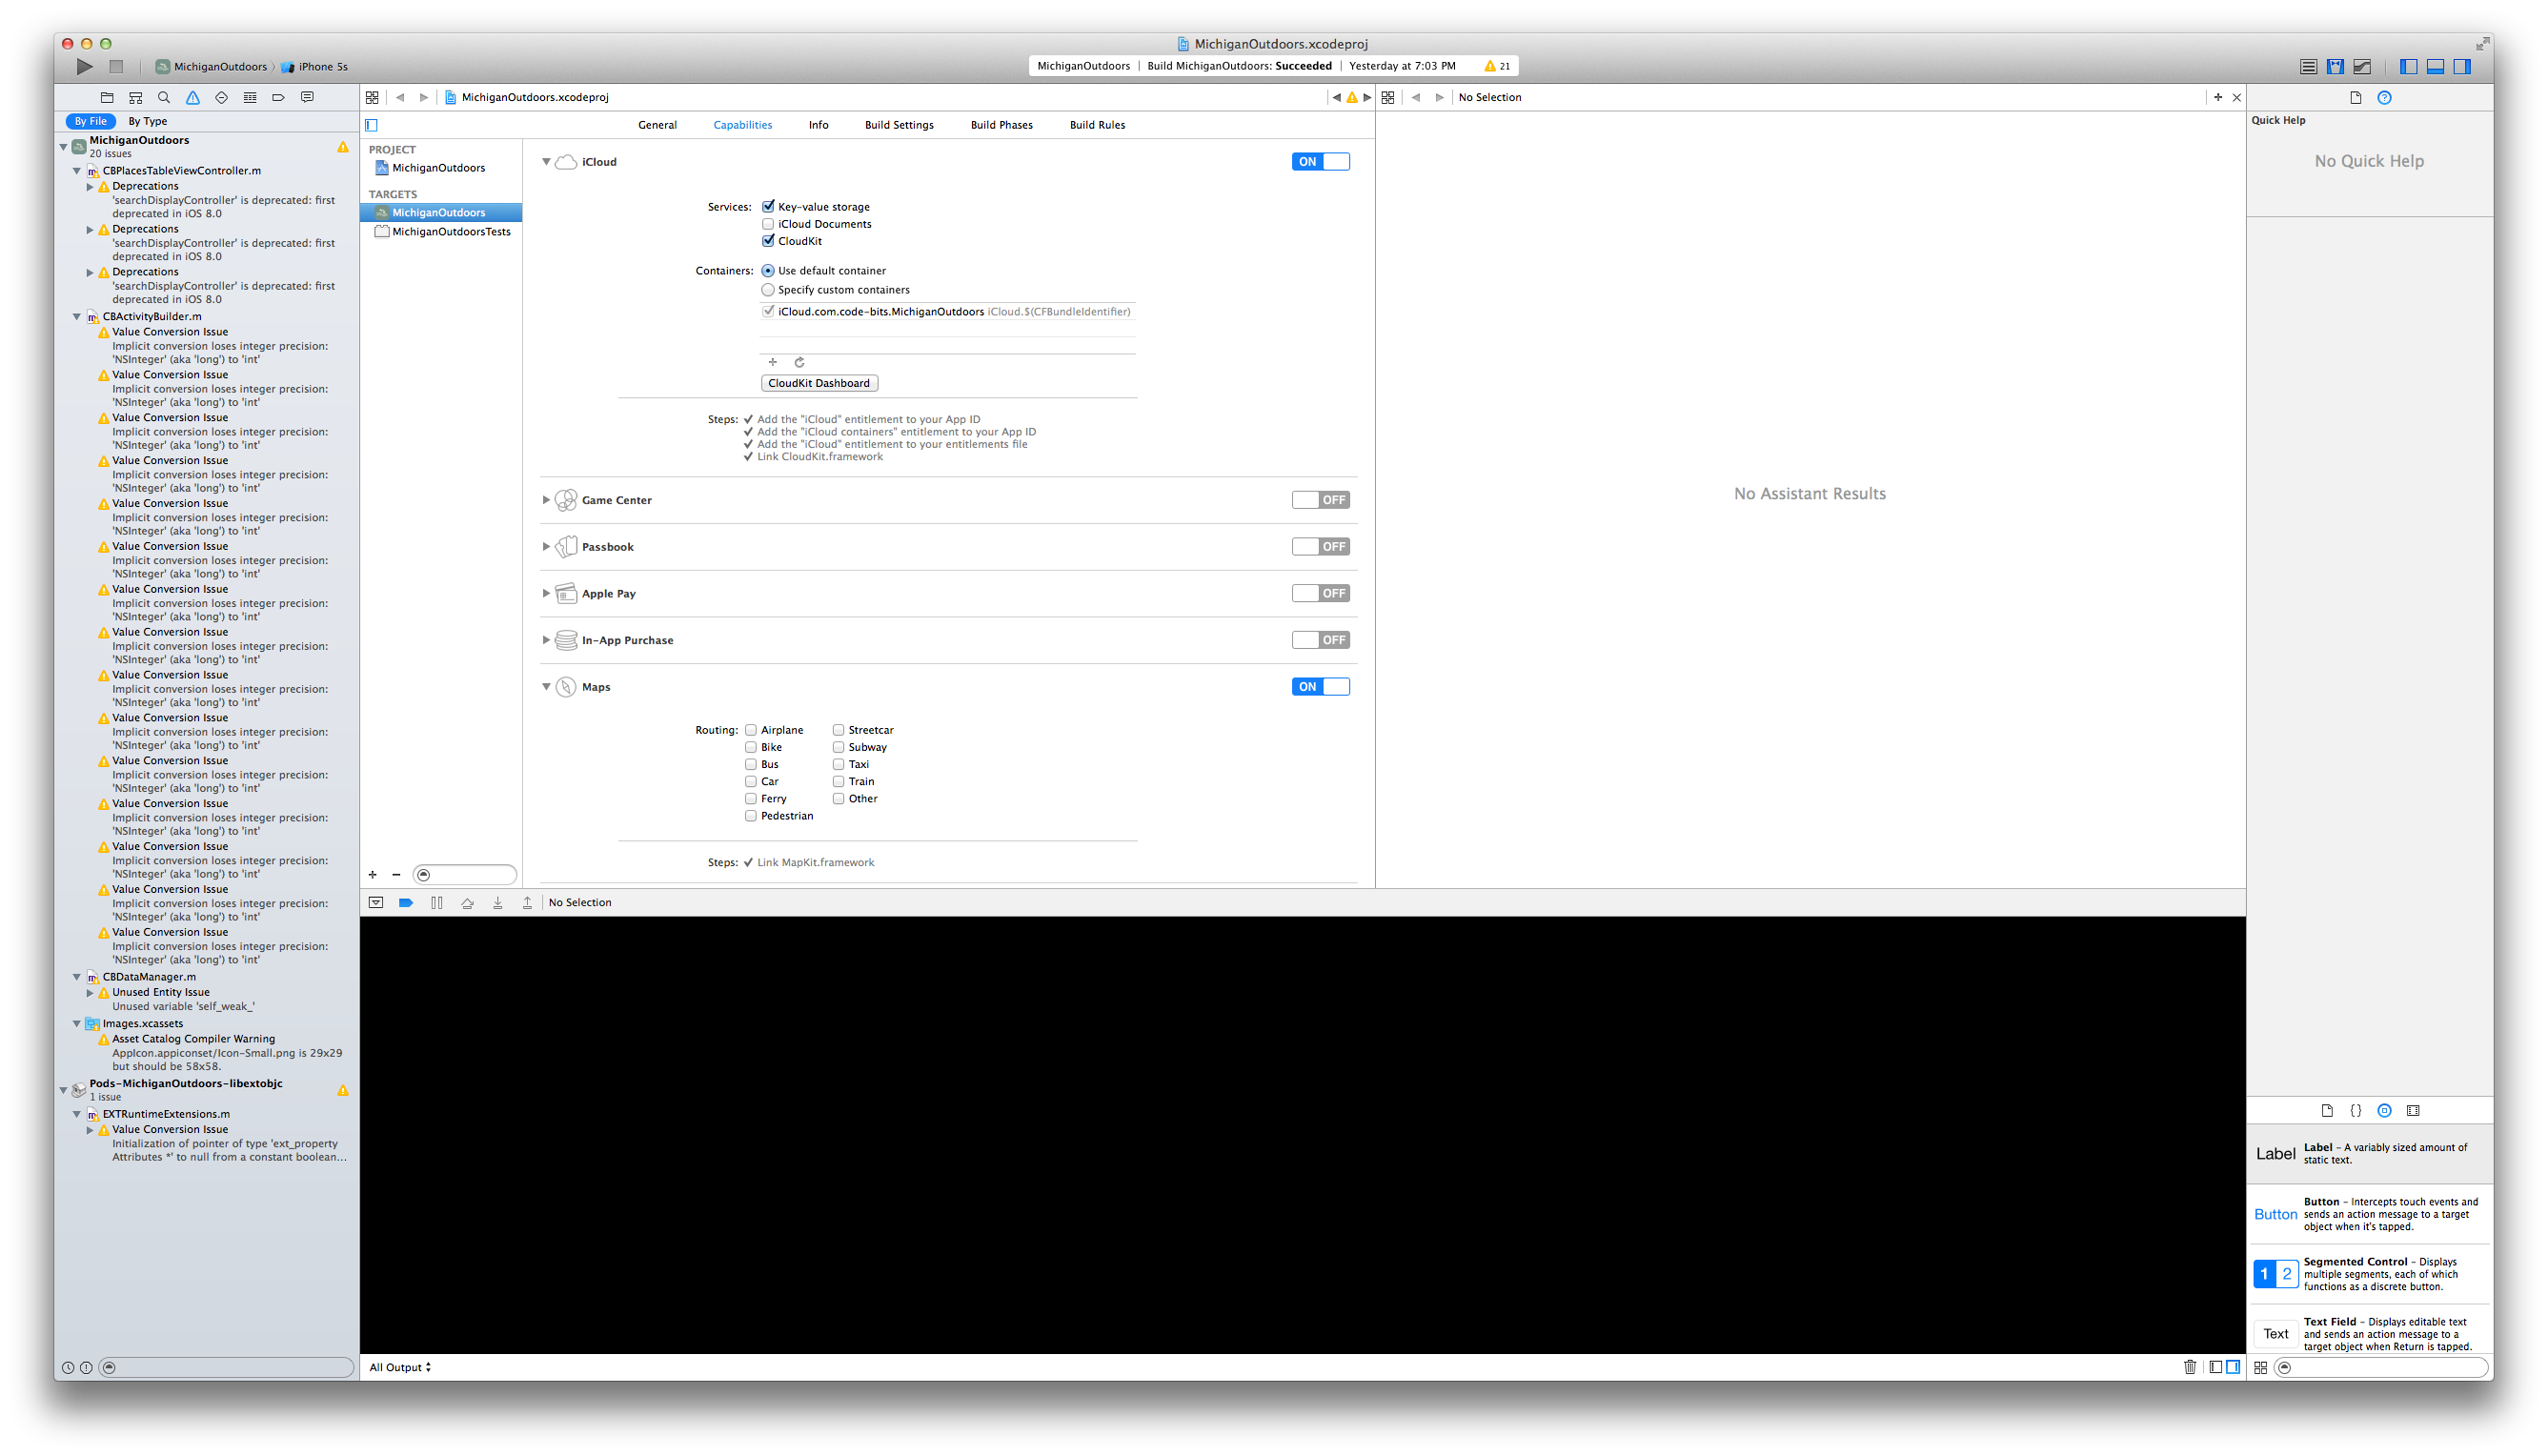 MichiganOutdoors.xcodeproj
MichiganOutdoors
iPhone 5s
MichiganOutdoors | Build MichiganOutdoors: Succeeded | Yesterday at 7:03 PM
21
By File
By Type
MichiganOutdoors
20 issues
CBPlacesTableViewController.m
Deprecations
'searchDisplayController' is deprecated: first
deprecated in iOS 8.0
Deprecations
'searchDisplayController' is deprecated: first
deprecated in iOS 8.0
Deprecations
'searchDisplayController' is deprecated: first
deprecated in iOS 8.0
CBActivityBuilder.m
Value Conversion Issue
Implicit conversion loses integer precision:
'NSInteger' (aka 'long') to 'int'
Value Conversion Issue
Implicit conversion loses integer precision:
'NSInteger' (aka 'long') to 'int'
Value Conversion Issue
Implicit conversion loses integer precision:
'NSInteger' (aka 'long') to 'int'
Value Conversion Issue
Implicit conversion loses integer precision:
'NSInteger' (aka 'long') to 'int'
Value Conversion Issue
Implicit conversion loses integer precision:
'NSInteger' (aka 'long') to 'int'
Value Conversion Issue
Implicit conversion loses integer precision:
'NSInteger' (aka 'long') to 'int'
Value Conversion Issue
Implicit conversion loses integer precision:
'NSInteger' (aka 'long') to 'int'
Value Conversion Issue
Implicit conversion loses integer precision:
'NSInteger' (aka 'long') to 'int'
Value Conversion Issue
Implicit conversion loses integer precision:
'NSInteger' (aka 'long') to 'int'
Value Conversion Issue
Implicit conversion loses integer precision:
'NSInteger' (aka 'long') to 'int'
Value Conversion Issue
Implicit conversion loses integer precision:
'NSInteger' (aka 'long') to 'int'
Value Conversion Issue
Implicit conversion loses integer precision:
'NSInteger' (aka 'long') to 'int'
Value Conversion Issue
Implicit conversion loses integer precision:
'NSInteger' (aka 'long') to 'int'
Value Conversion Issue
Implicit conversion loses integer precision:
'NSInteger' (aka 'long') to 'int'
Value Conversion Issue
Implicit conversion loses integer precision:
'NSInteger' (aka 'long') to 'int'
CBDataManager.m
Unused Entity Issue
Unused variable 'self_weak_'
Images.xcassets
Asset Catalog Compiler Warning
AppIcon.appiconset/Icon-Small.png is 29x29
but should be 58x58.
Pods-MichiganOutdoors-libextobjc
1 issue
EXTRuntimeExtensions.m
Value Conversion Issue
Initialization of pointer of type 'ext_property
Attributes *' to null from a constant boolean...
MichiganOutdoors.xcodeproj
General
Capabilities
Info
Build Settings
Build Phases
Build Rules
PROJECT
MichiganOutdoors
TARGETS
MichiganOutdoors
MichiganOutdoorsTests
iCloud
ON
Services:
Key-value storage
iCloud Documents
CloudKit
Containers:
Use default container
Specify custom containers
iCloud.com.code-bits.MichiganOutdoors iCloud.$(CFBundleIdentifier)
CloudKit Dashboard
Steps:
Add the "iCloud" entitlement to your App ID
Add the "iCloud containers" entitlement to your App ID
Add the "iCloud" entitlement to your entitlements file
Link CloudKit.framework
Game Center
OFF
Passbook
OFF
Apple Pay
OFF
In-App Purchase
OFF
Maps
ON
Routing:
Airplane
Bike
Bus
Car
Ferry
Pedestrian
Streetcar
Subway
Taxi
Train
Other
Steps:
Link MapKit.framework
No Selection
No Assistant Results
No Selection
All Output
Quick Help
No Quick Help
Label
Label - A variably sized amount of
static text.
Button
Button - Intercepts touch events and
sends an action message to a target
object when it's tapped.
1 2
Segmented Control - Displays
multiple segments, each of which
functions as a discrete button.
Text
Text Field - Displays editable text
and sends an action message to a
target object when Return is tapped.